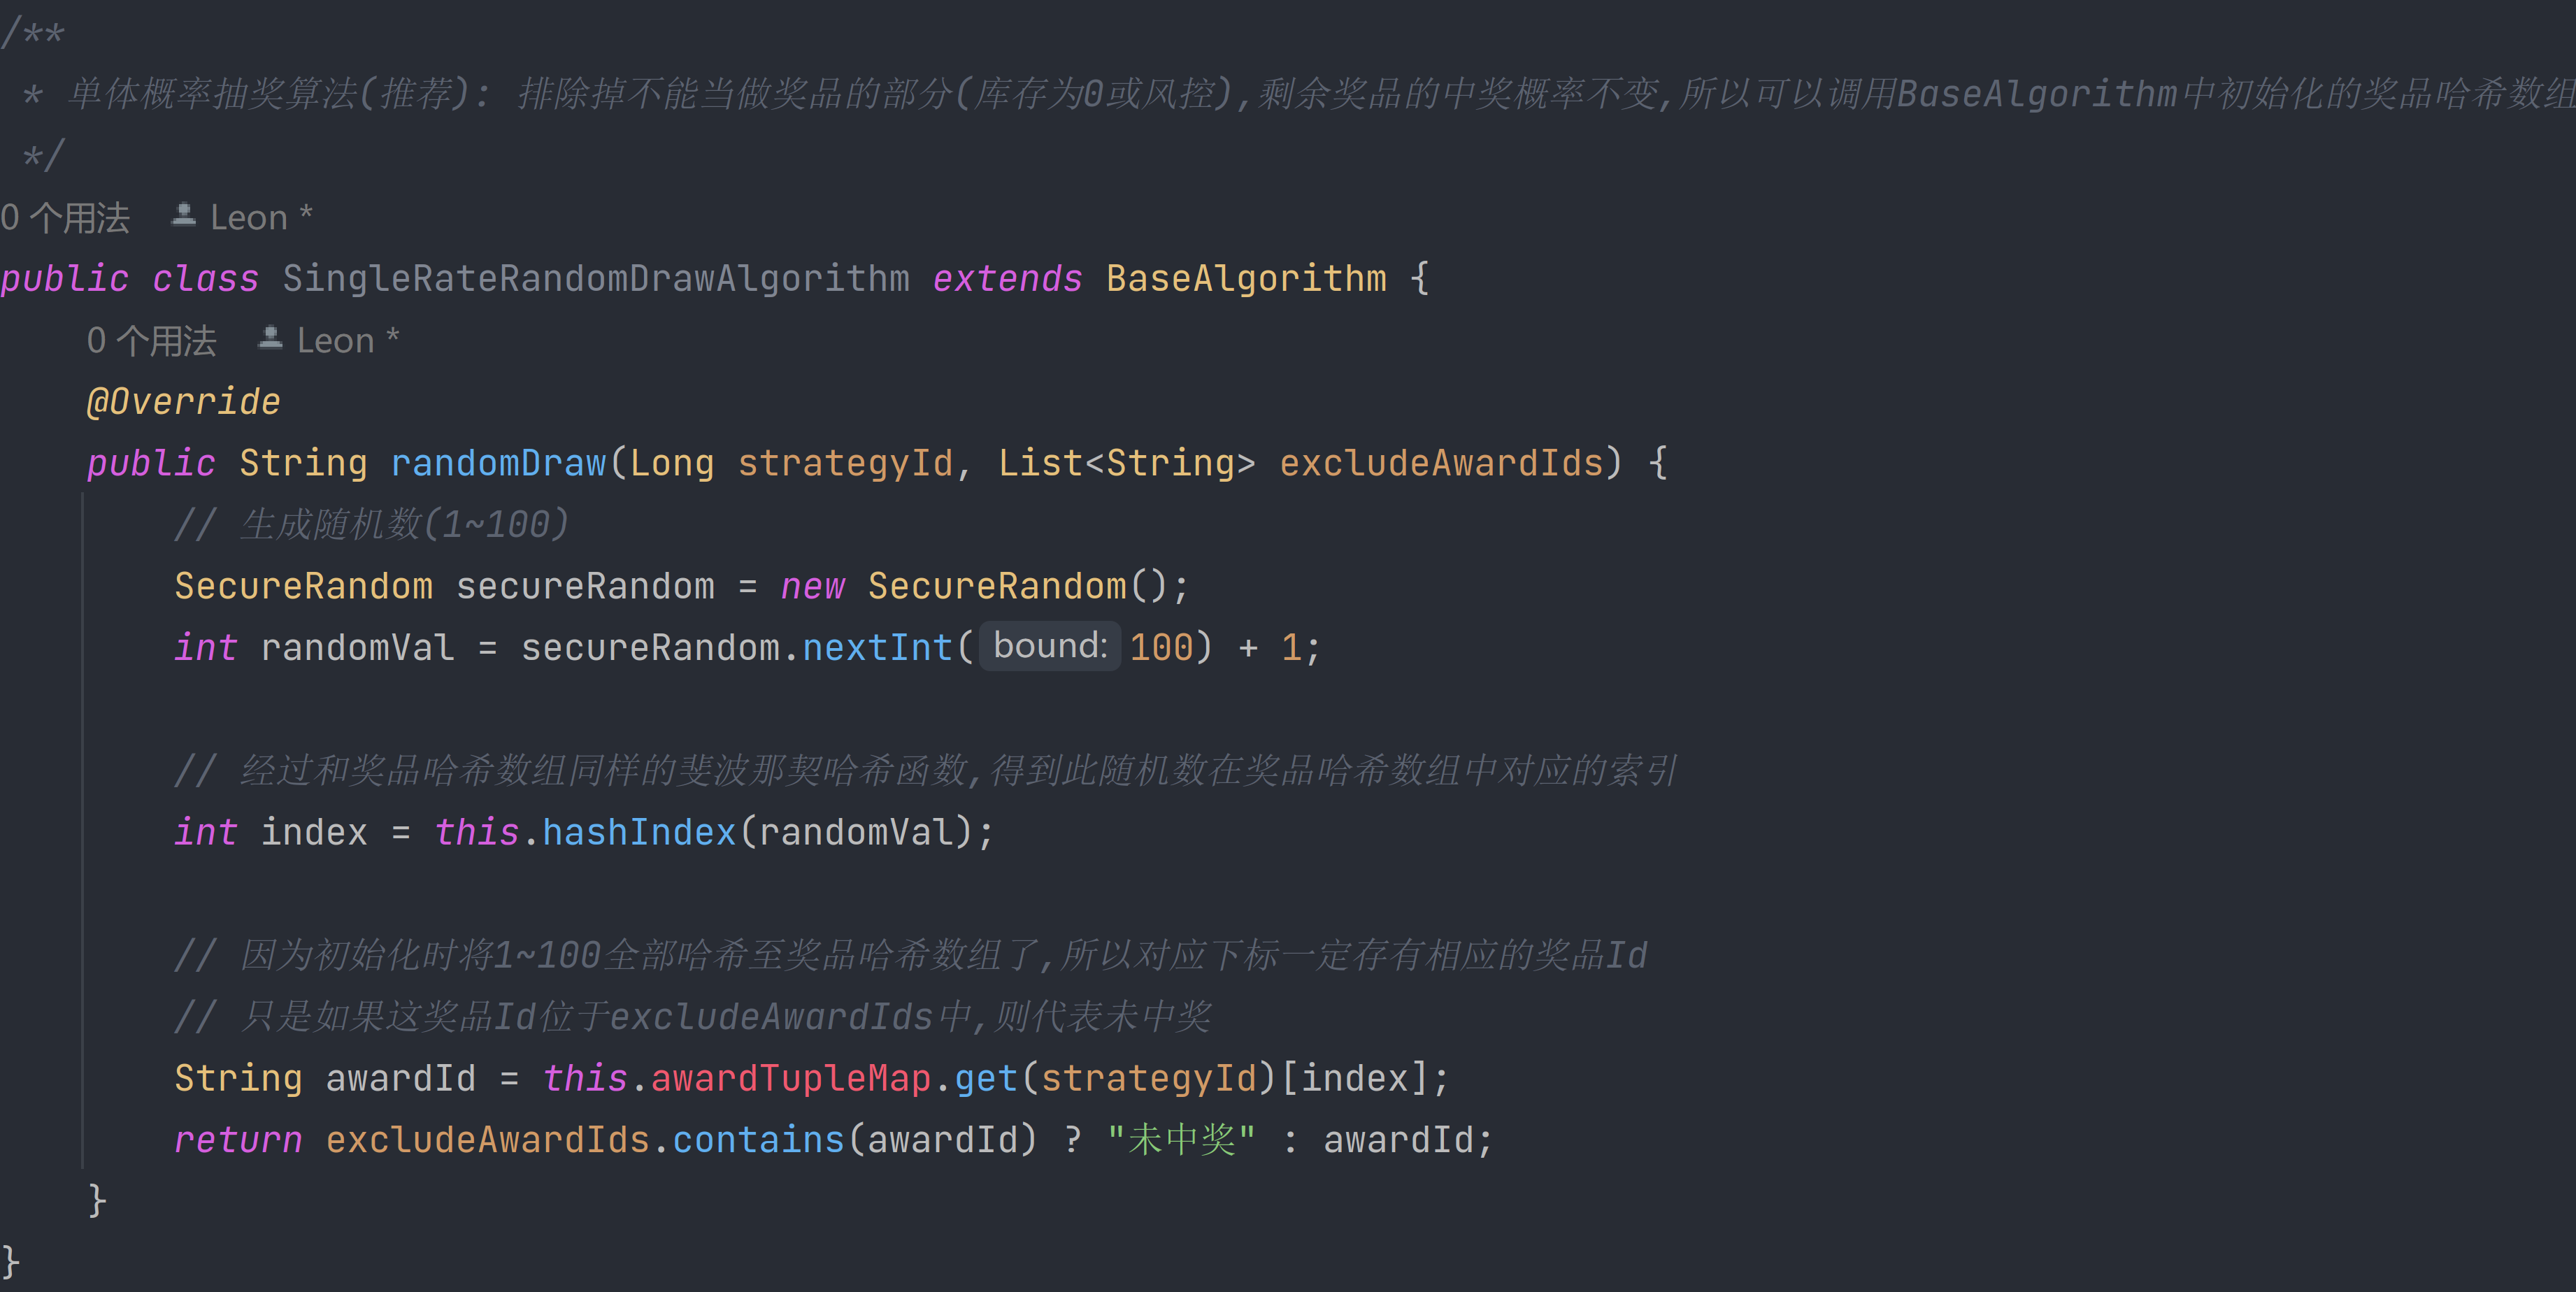 /**
 * 单体概率抽奖算法(推荐): 排除掉不能当做奖品的部分(库存为0或风控),剩余奖品的中奖概率不变,所以可以调用BaseAlgorithm中初始化的奖品哈希数组
 */
0 个用法 Leon *
public class SingleRateRandomDrawAlgorithm extends BaseAlgorithm {
    0 个用法 Leon *
    @Override
    public String randomDraw(Long strategyId, List<String> excludeAwardIds) {
        // 生成随机数(1~100)
        SecureRandom secureRandom = new SecureRandom();
        int randomVal = secureRandom.nextInt( bound: 100) + 1;
        // 经过和奖品哈希数组同样的斐波那契哈希函数,得到此随机数在奖品哈希数组中对应的索引
        int index = this.hashIndex(randomVal);
        // 因为初始化时将1~100全部哈希至奖品哈希数组了,所以对应下标一定存有相应的奖品Id
        // 只是如果这奖品Id位于excludeAwardIds中,则代表未中奖
        String awardId = this.awardTupleMap.get(strategyId)[index];
        return excludeAwardIds.contains(awardId) ? "未中奖" : awardId;
    }
}